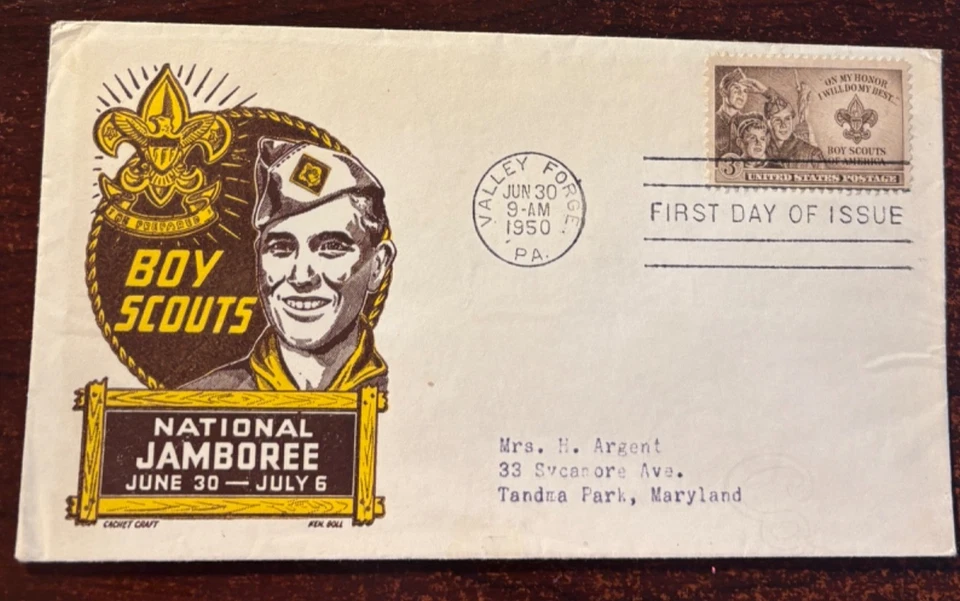 BE PREPARED
BOY
SCOUTS
NATIONAL
JAMBOREE
JUNE 30 — JULY 6
CACHET CRAFT
KEN. BOLL
VALLEY FORGE
JUN 30
9-AM
1950
PA.
"ON MY HONOR
I WILL DO MY BEST..."
BOY SCOUTS
OF AMERICA
3¢
UNITED STATES POSTAGE
FIRST DAY OF ISSUE
Mrs. H. Argent
33 Sycamore Ave.
Tandma Park, Maryland